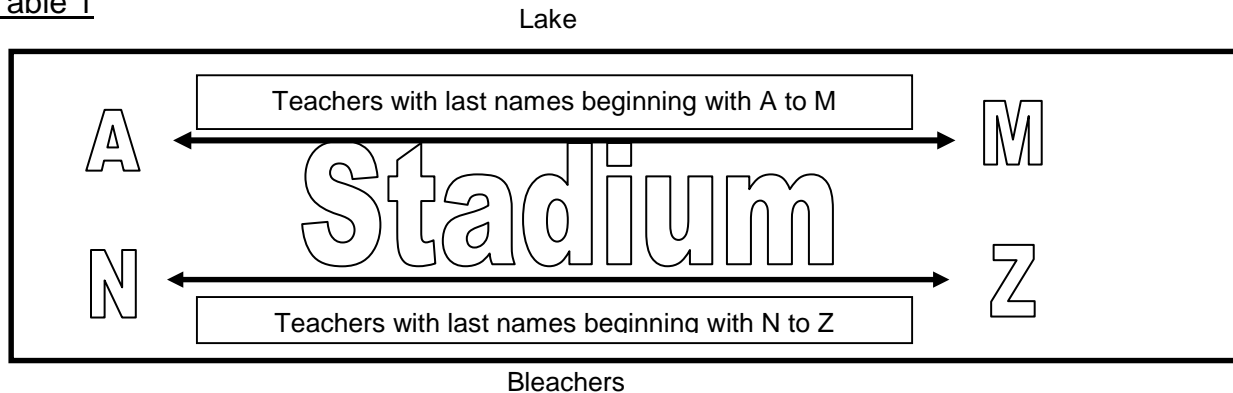 able 1
Lake
Teachers with last names beginning with A to M
A
M
Stadium
N
Z
Teachers with last names beginning with N to Z
Bleachers